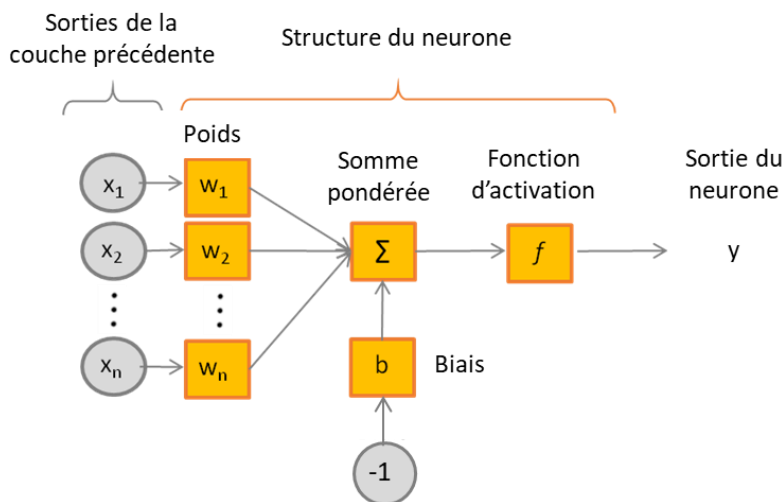 Sorties de la
couche précédente
Structure du neurone
Poids
Somme
pondérée
Fonction
d'activation
Sortie du
neurone
x1
w1
x2
w2
Σ
f
y
xn
wn
b
Biais
-1